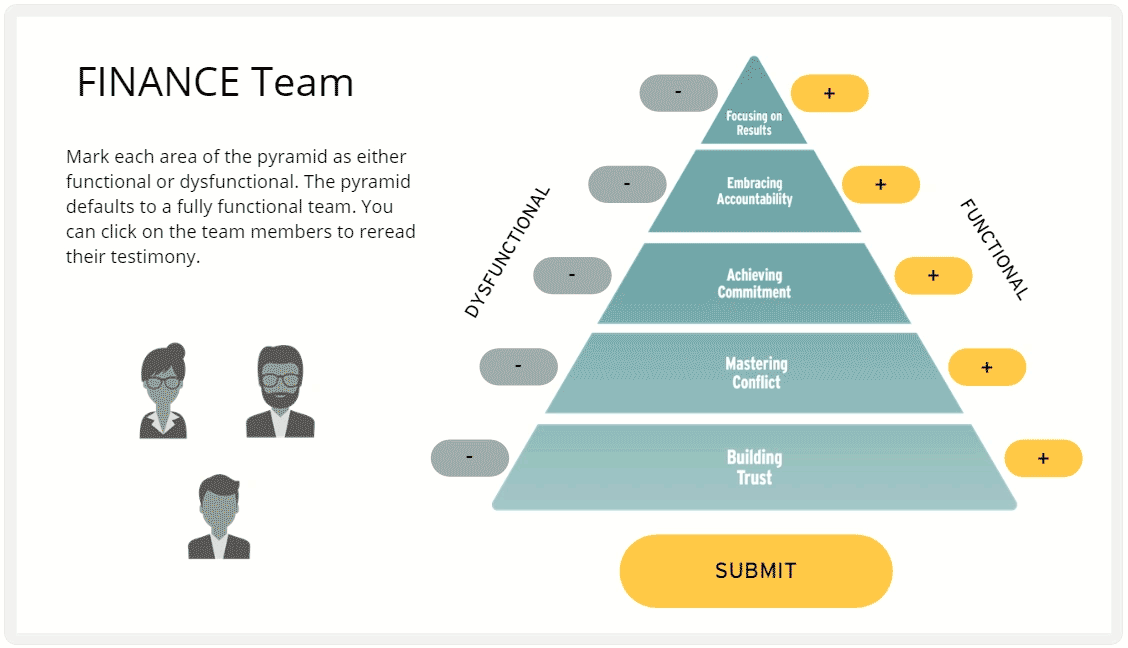 FINANCE Team
Mark each area of the pyramid as either
functional or dysfunctional. The pyramid
defaults to a fully functional team. You
can click on the team members to reread
their testimony.
DYSFUNCTIONAL
FUNCTIONAL
-
+
Focusing on
Results
-
+
Embracing
Accountability
-
+
Achieving
Commitment
-
+
Mastering
Conflict
-
+
Building
Trust
SUBMIT